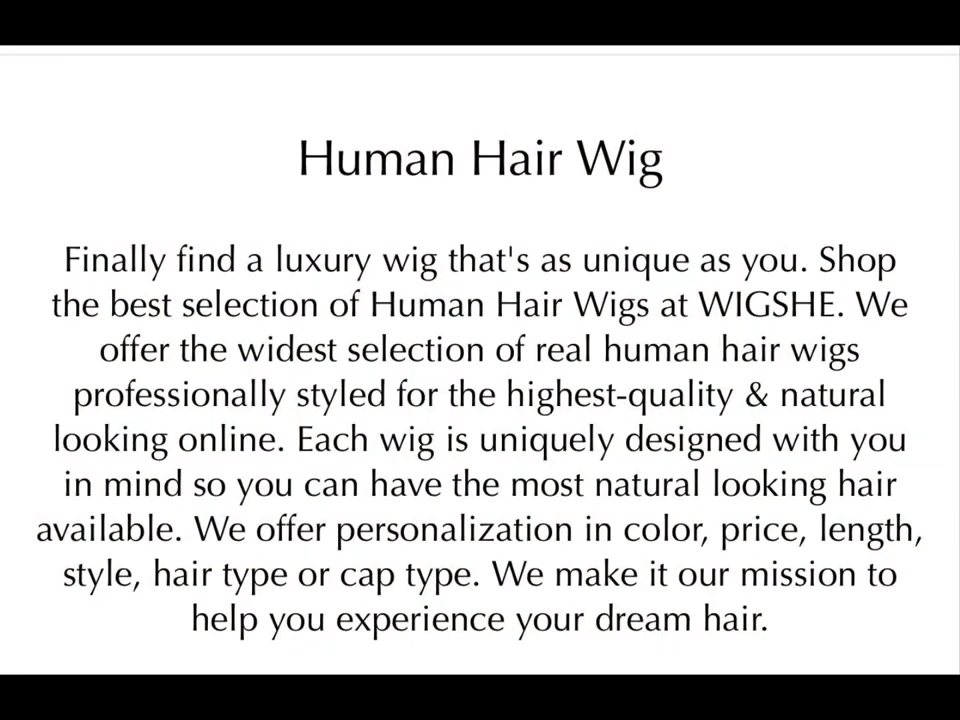 Human Hair Wig
Finally find a luxury wig that's as unique as you. Shop
the best selection of Human Hair Wigs at WIGSHE. We
offer the widest selection of real human hair wigs
professionally styled for the highest-quality & natural
looking online. Each wig is uniquely designed with you
in mind so you can have the most natural looking hair
available. We offer personalization in color, price, length,
style, hair type or cap type. We make it our mission to
help you experience your dream hair.